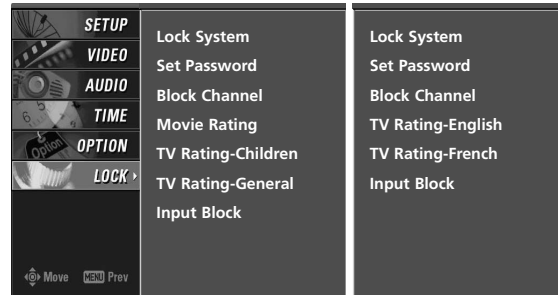 SETUP
VIDEO
AUDIO
TIME
OPTION
LOCK
Move MENU Prev
Lock System
Set Password
Block Channel
Movie Rating
TV Rating-Children
TV Rating-General
Input Block
Lock System
Set Password
Block Channel
TV Rating-English
TV Rating-French
Input Block